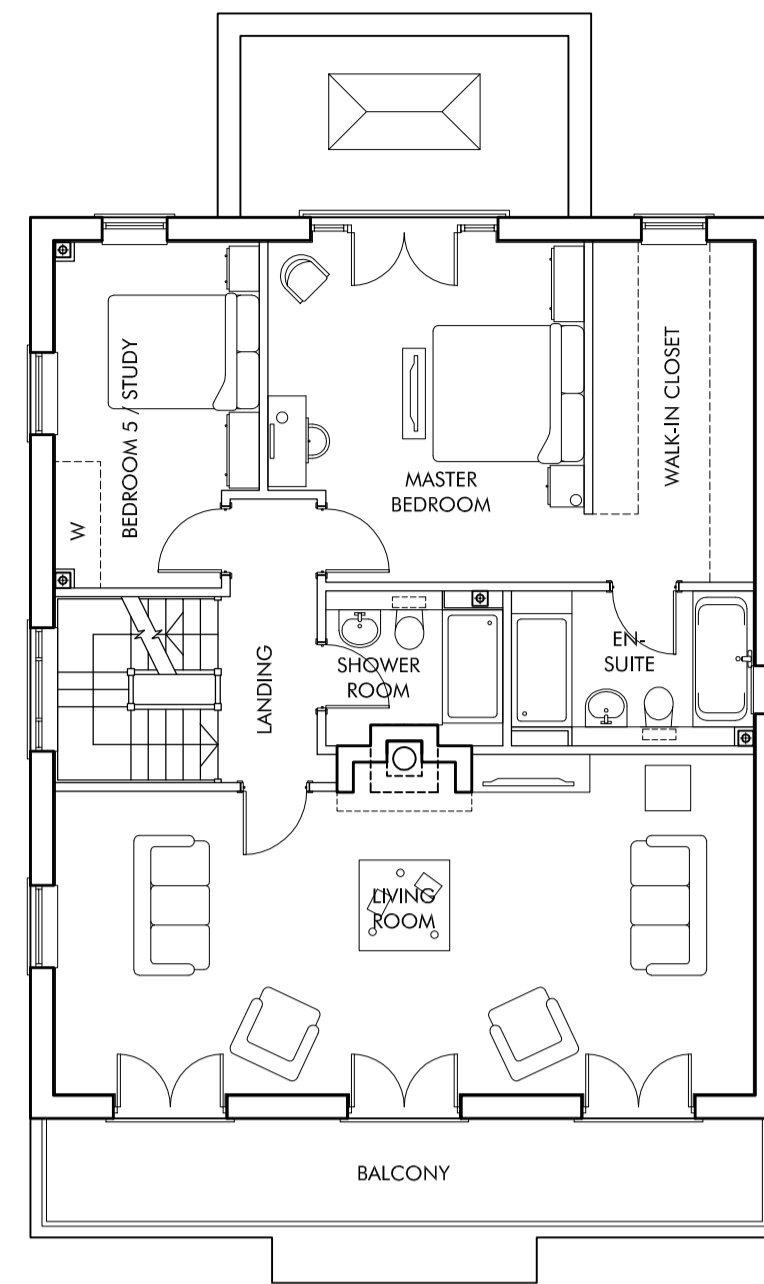 BEDROOM 5 / STUDY
W
MASTER
BEDROOM
WALK-IN CLOSET
LANDING
SHOWER
ROOM
EN-
SUITE
LIVING
ROOM
BALCONY